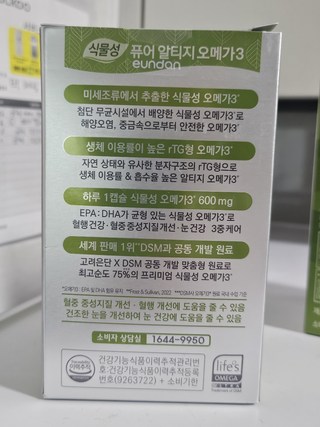 식물성 퓨어 알티지 오메가3
eundan
미세조류에서 추출한 식물성 오메가3*
첨단 무균시설에서 배양한 식물성 오메가3*로
해양오염, 중금속으로부터 안전한 오메가3*
생체 이용률이 높은 rTG형 오메가3*
자연 상태와 유사한 분자구조의 rTG형으로
생체 이용률 & 흡수율 높은 알티지 오메가3*
하루 1캡슐 식물성 오메가3* 600 mg
EPA:DHA가 균형 있는 식물성 오메가3*로
혈행건강·혈중중성지질개선·눈건강 3중케어
세계 판매 1위**DSM과 공동 개발 원료
고려은단 X DSM 공동 개발 맞춤형 원료로
최고순도 75%의 프리미엄 식물성 오메가3*
혈중 중성지질 개선·혈행 개선에 도움을 줄 수 있음
건조한 눈을 개선하여 눈 건강에 도움을 줄 수 있음
소비자 상담실 1644-9950
건강기능식품이력추적관리번
호:건강기능식품이력추적등록
번호(9263722) + 소비기한
이력추적
life's
OMEGA